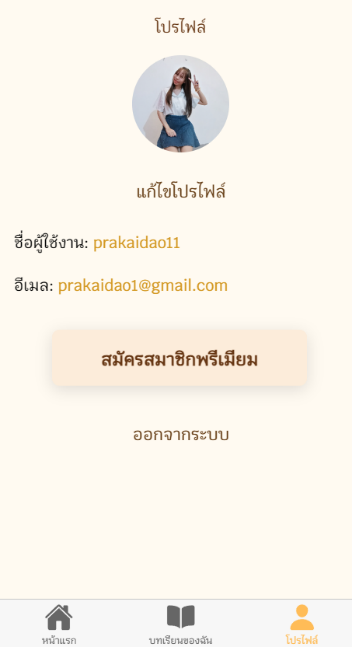 โปรไฟล์
แก้ไขโปรไฟล์
ชื่อผู้ใช้งาน: prakaidao11
อีเมล: prakaidao1@gmail.com
สมัครสมาชิกพรีเมียม
ออกจากระบบ
หน้าแรก
บทเรียนของฉัน
โปรไฟล์